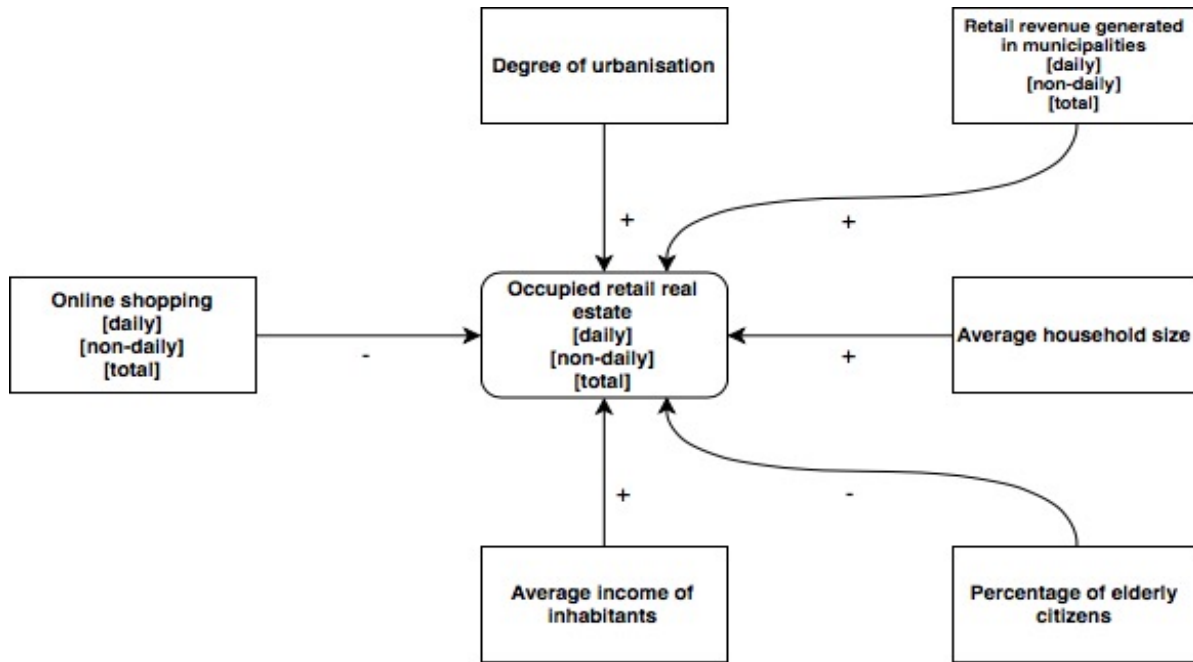 Degree of urbanisation
Retail revenue generated
in municipalities
[daily]
[non-daily]
[total]
+
+
Online shopping
[daily]
[non-daily]
[total]
-
Occupied retail real
estate
[daily]
[non-daily]
[total]
+
Average household size
+
-
Average income of
inhabitants
Percentage of elderly
citizens